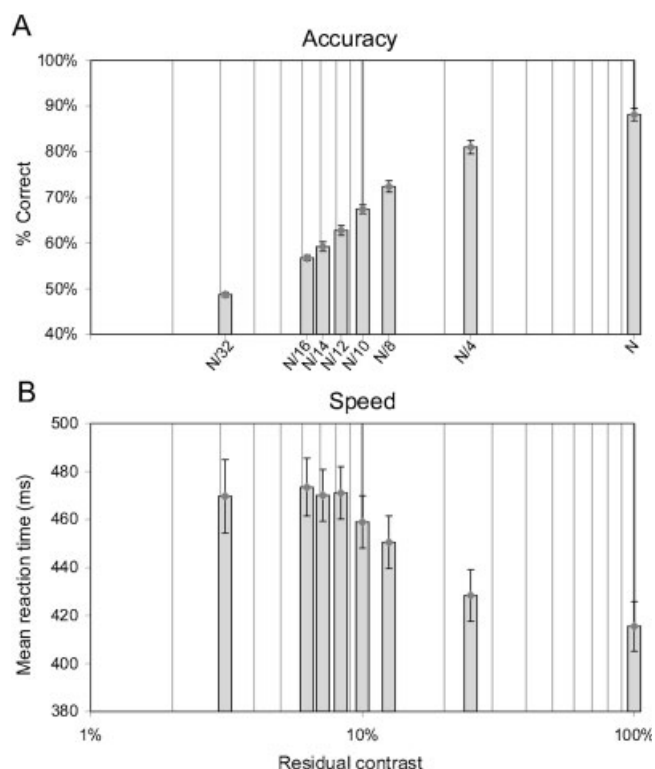 A
Accuracy
100%
90%
80%
70%
60%
50%
40%
% Correct
N/32
N/16
N/14
N/12
N/10
N/8
N/4
N
B
Speed
500
480
460
440
420
400
380
Mean reaction time (ms)
1%
10%
100%
Residual contrast